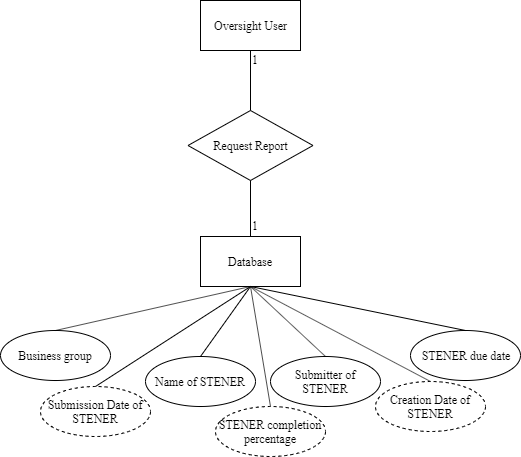 Oversight User
1
Request Report
1
Database
Business group
Submission Date of
STENER
Name of STENER
STENER completion
percentage
Submitter of
STENER
Creation Date of
STENER
STENER due date